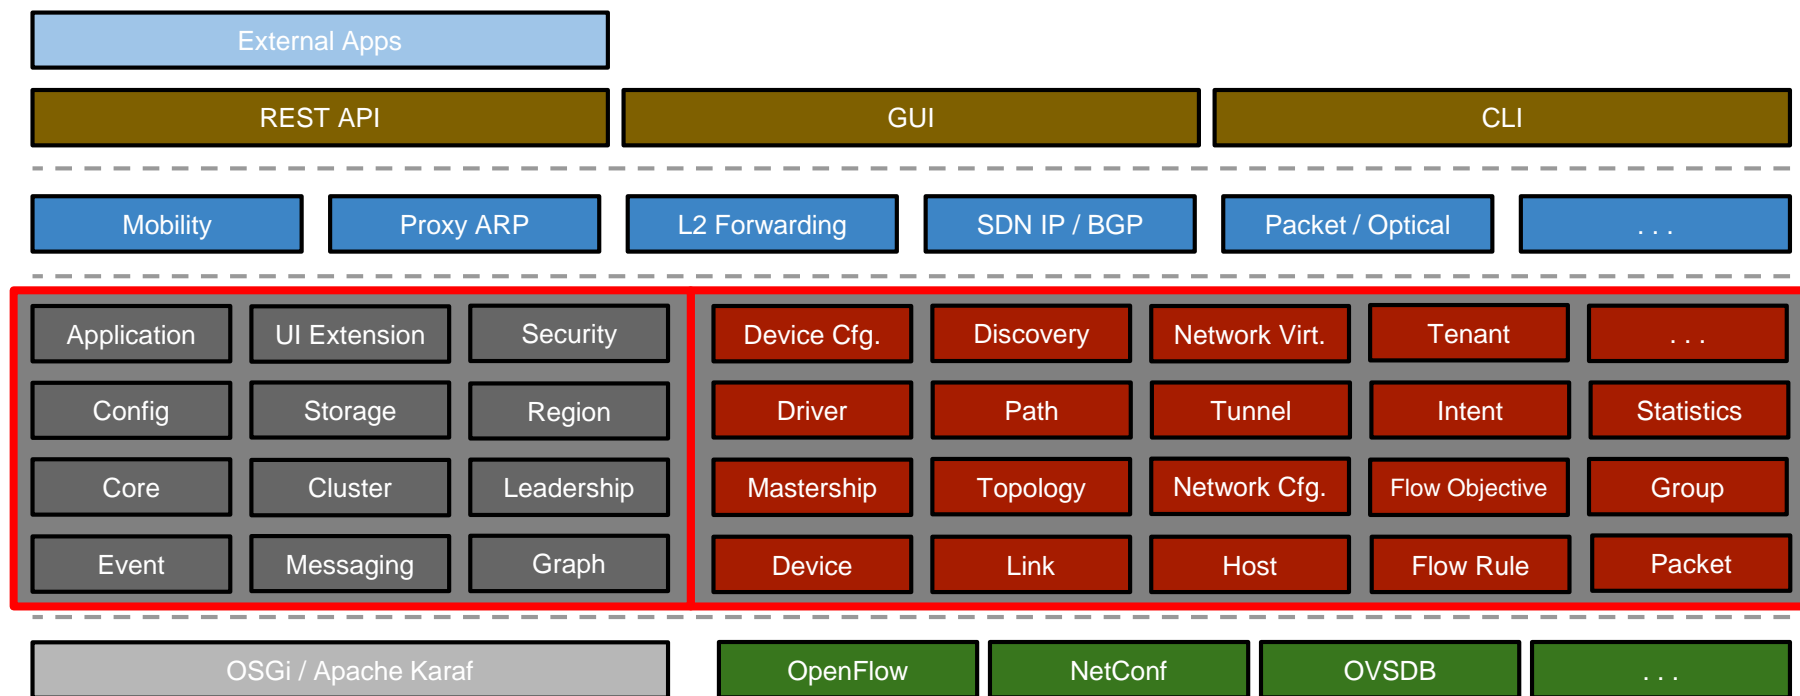 External Apps
REST API
GUI
CLI
Mobility
Proxy ARP
L2 Forwarding
SDN IP / BGP
Packet / Optical
. . .
Application
UI Extension
Security
Device Cfg.
Discovery
Network Virt.
Tenant
. . .
Config
Storage
Region
Driver
Path
Tunnel
Intent
Statistics
Core
Cluster
Leadership
Mastership
Topology
Network Cfg.
Flow Objective
Group
Event
Messaging
Graph
Device
Link
Host
Flow Rule
Packet
OSGi / Apache Karaf
OpenFlow
NetConf
OVSDB
. . .